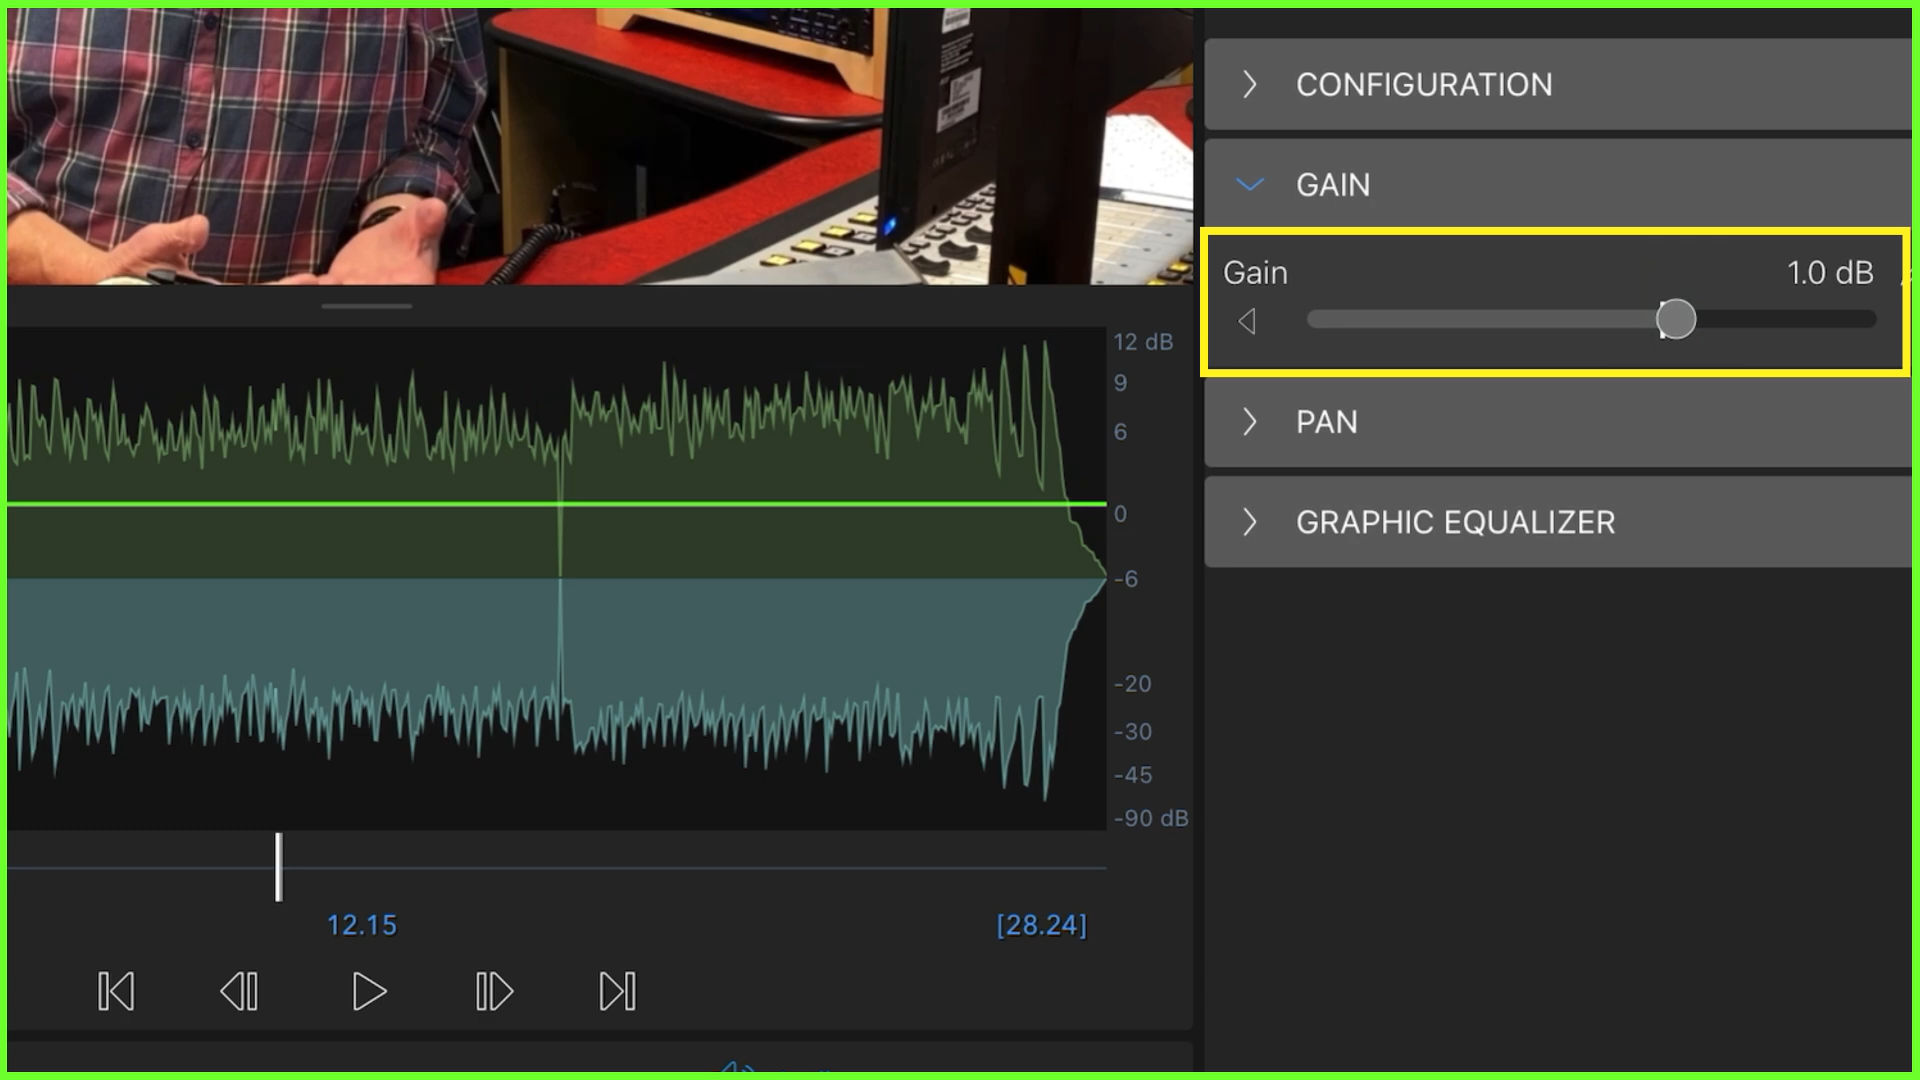 CONFIGURATION
GAIN
Gain
1.0 dB
PAN
GRAPHIC EQUALIZER
12 dB
9
6
0
-6
-20
-30
-45
-90 dB
12.15
[28.24]